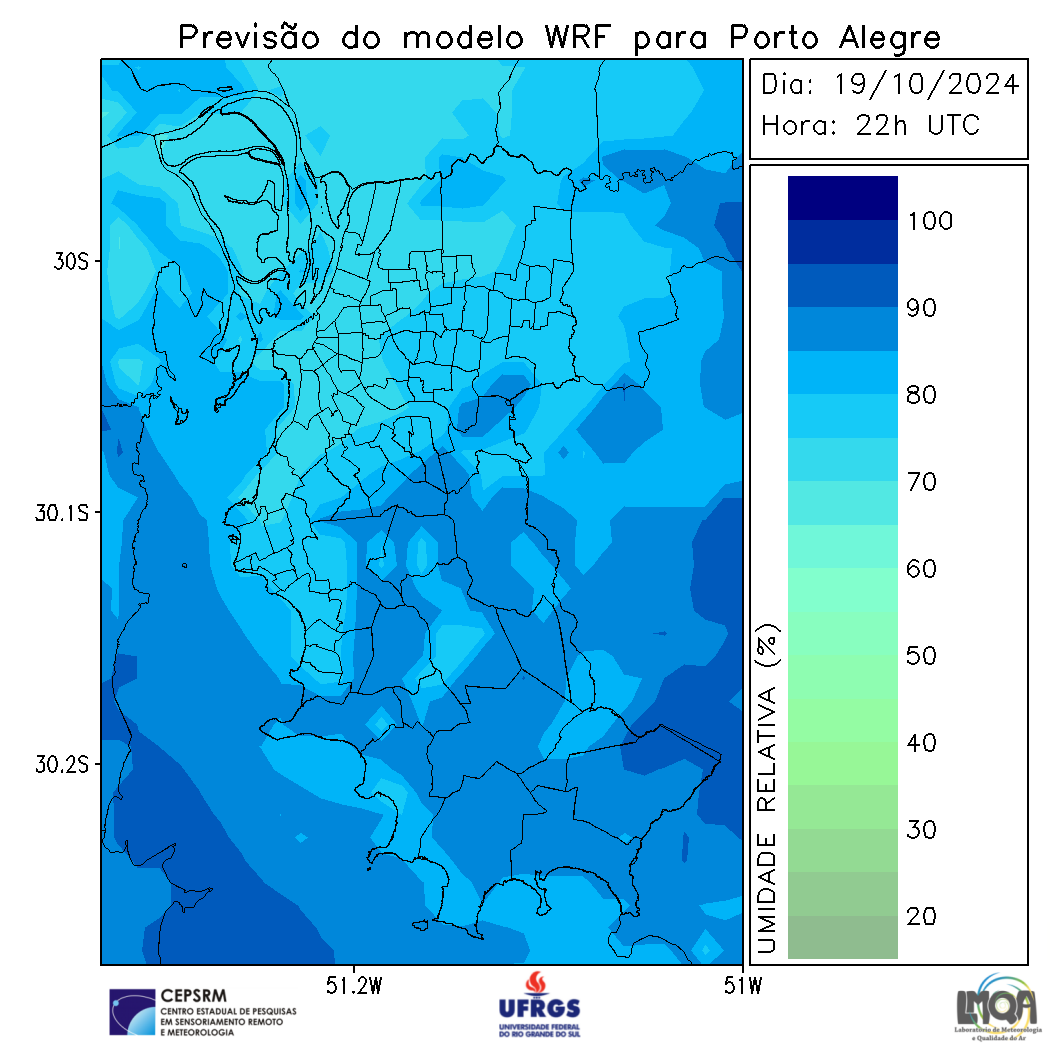 Previsão do modelo WRF para Porto Alegre
Dia: 19/10/2024
Hora: 22h UTC
30S
30.1S
30.2S
51.2W
51W
100
90
80
70
60
50
40
30
20
UMIDADE RELATIVA (%)
CEPSRM
CENTRO ESTADUAL DE PESQUISAS
EM SENSORIAMENTO REMOTO
E METEOROLOGIA
UFRGS
UNIVERSIDADE FEDERAL
DO RIO GRANDE DO SUL
LMQA
Laboratório de Meteorologia
e Qualidade do Ar